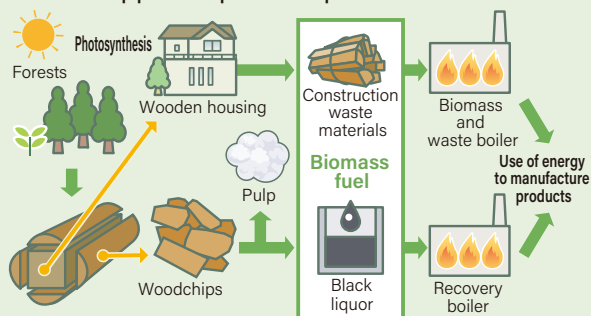 Photosynthesis
Forests
Wooden housing
Construction
waste
materials
Biomass
and
waste boiler
Biomass
fuel
Use of energy
to manufacture
products
Pulp
Woodchips
Black
liquor
Recovery
boiler